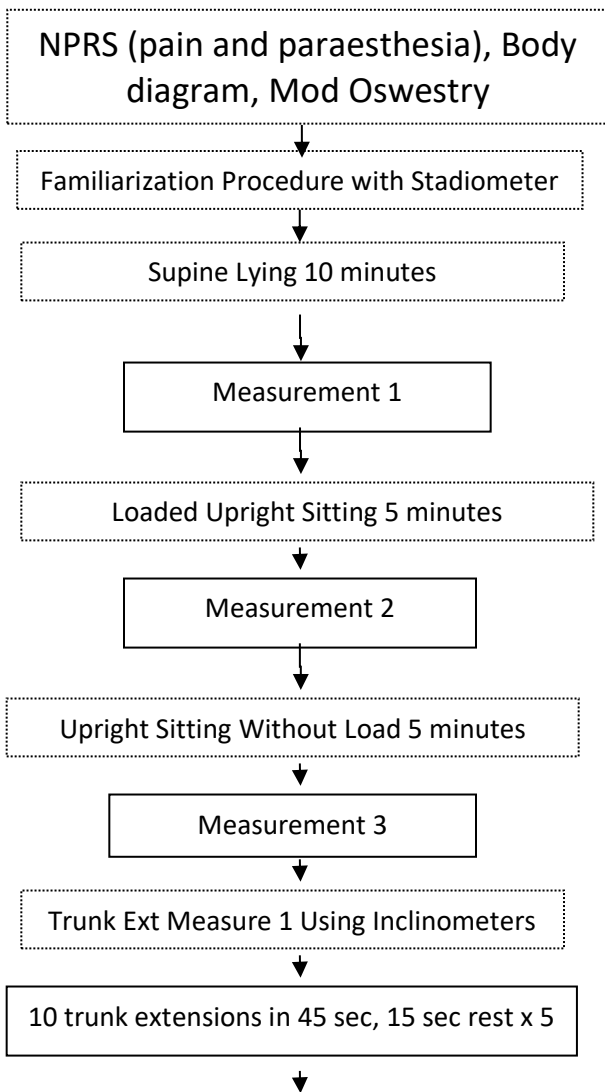 NPRS (pain and paraesthesia), Body
diagram, Mod Oswestry
Familiarization Procedure with Stadiometer
Supine Lying 10 minutes
Measurement 1
Loaded Upright Sitting 5 minutes
Measurement 2
Upright Sitting Without Load 5 minutes
Measurement 3
Trunk Ext Measure 1 Using Inclinometers
10 trunk extensions in 45 sec, 15 sec rest x 5